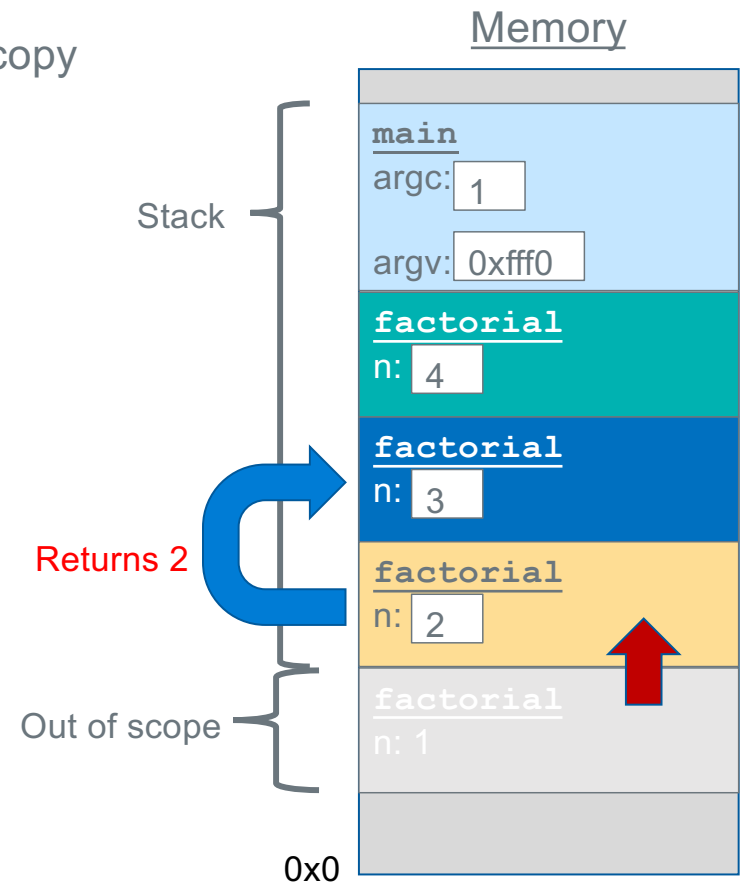 Memory
copy
main
argc: 1
Stack
argv: 0xfff0
factorial
n: 4
factorial
n: 3
Returns 2
factorial
n: 2
factorial
Out of scope
n: 1
0x0